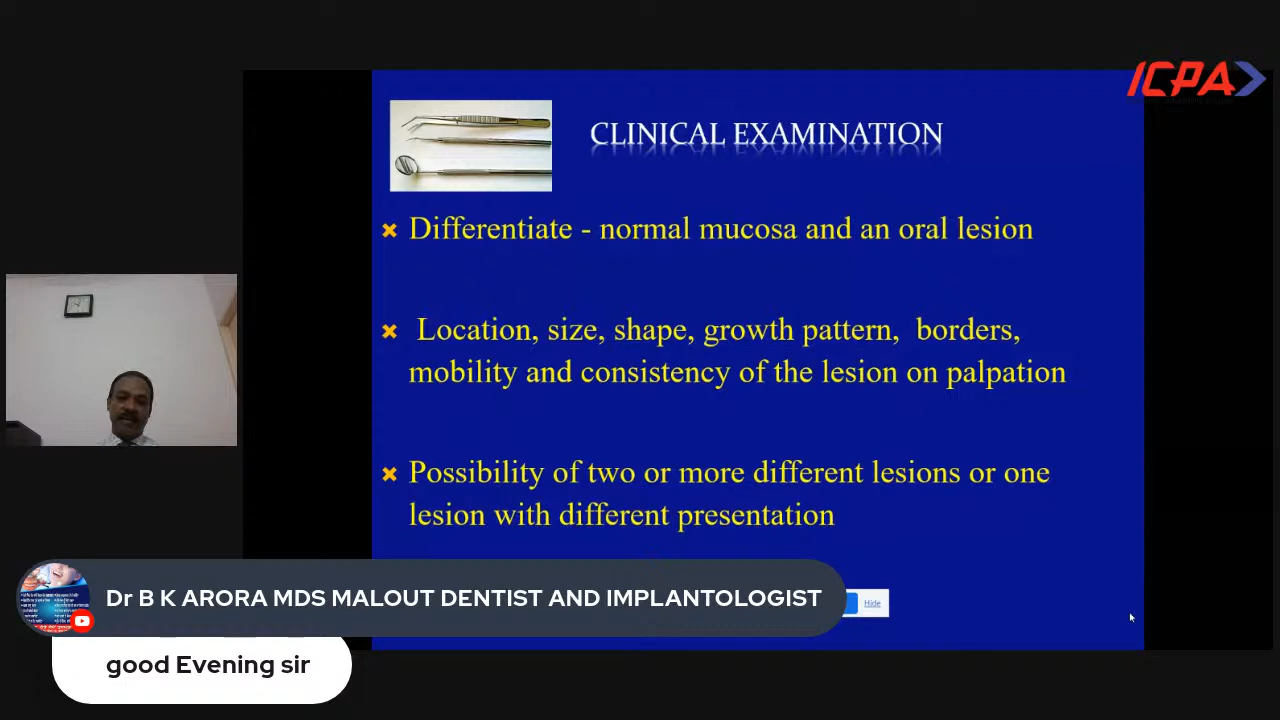 ICPA
CLINICAL EXAMINATION
Differentiate - normal mucosa and an oral lesion
Location, size, shape, growth pattern, borders,
mobility and consistency of the lesion on palpation
Possibility of two or more different lesions or one
lesion with different presentation
Dr B K ARORA MDS MALOUT DENTIST AND IMPLANTOLOGIST
Hide
good Evening sir